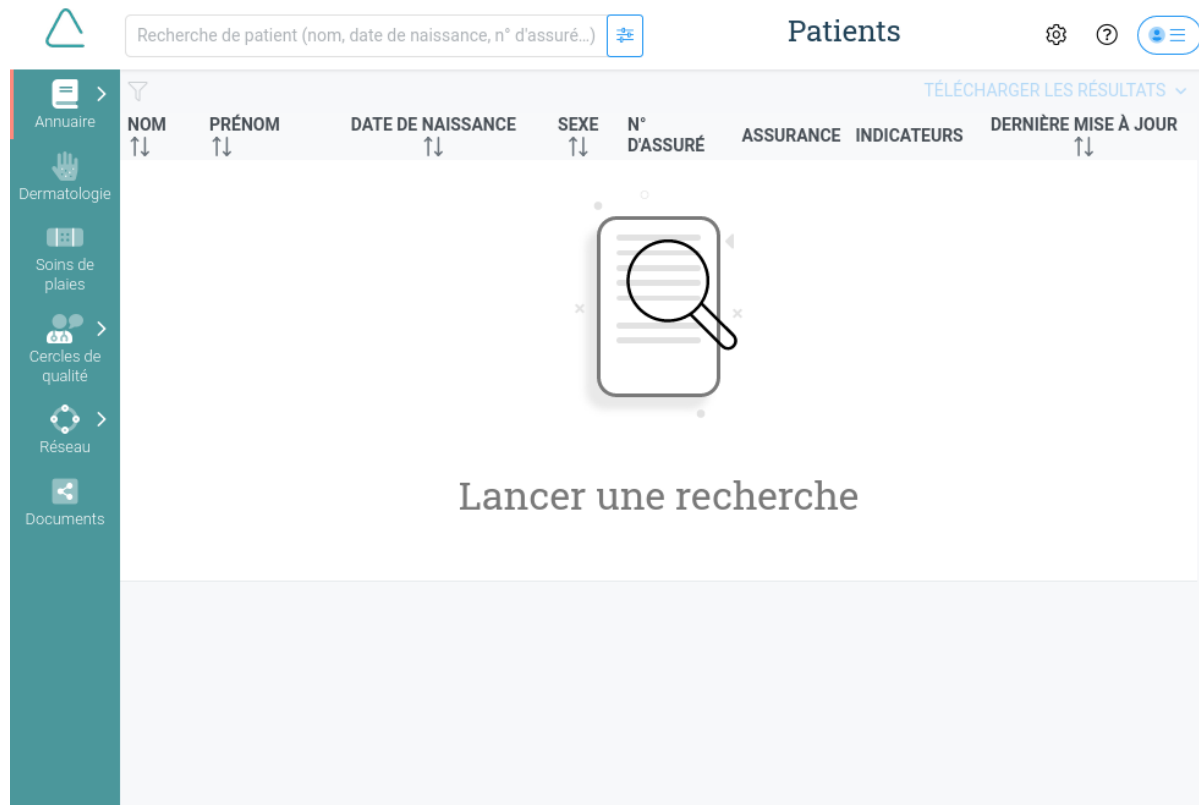 Recherche de patient (nom, date de naissance, n° d'assuré...)
Patients
Annuaire
Dermatologie
Soins de
plaies
Cercles de
qualité
Réseau
Documents
TÉLÉCHARGER LES RÉSULTATS
NOM
PRÉNOM
DATE DE NAISSANCE
SEXE
N°
D'ASSURÉ
ASSURANCE
INDICATEURS
DERNIÈRE MISE À JOUR
Lancer une recherche